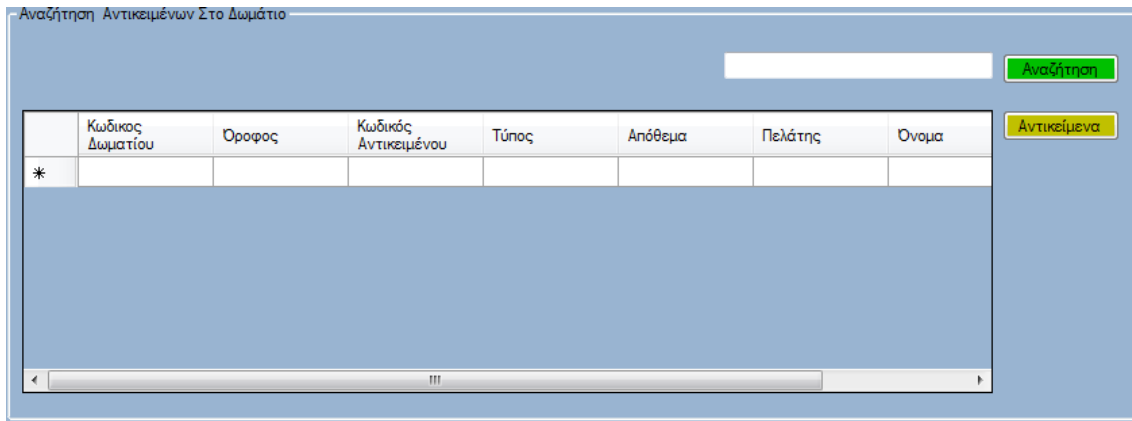 Αναζήτηση Αντικειμένων Στο Δωμάτιο
Αναζήτηση
Κωδικος Δωματίου Όροφος Κωδικός Αντικειμένου Τύπος Απόθεμα Πελάτης Όνομα
Αντικείμενα